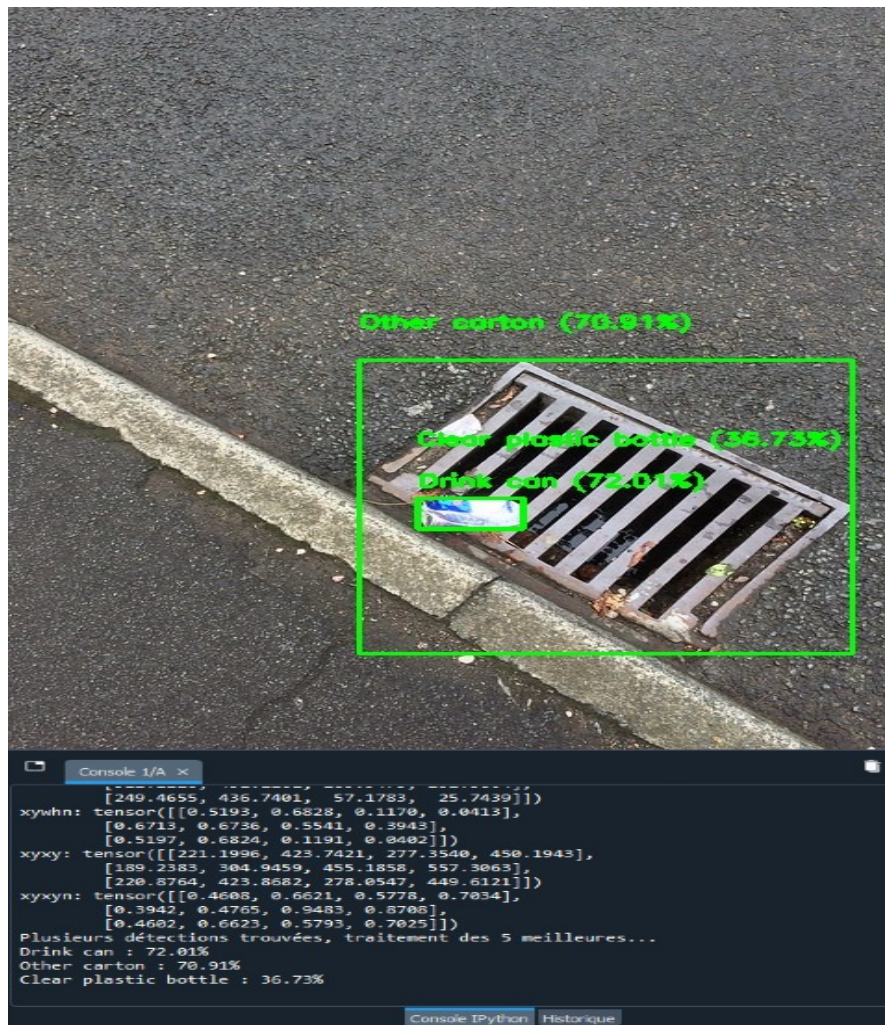 Other carton (70.91%)
Clear plastic bottle (36.73%)
Drink can (72.01%)
Console 1/A ×
[249.4655, 436.7401, 57.1783, 25.7439]])
xywhn: tensor([[0.5193, 0.6828, 0.1170, 0.0413],
[0.6713, 0.6736, 0.5541, 0.3943],
[0.5197, 0.6824, 0.1191, 0.0402]])
xyxy: tensor([[221.1996, 423.7421, 277.3540, 450.1943],
[189.2383, 304.9459, 455.1858, 557.3063],
[220.8764, 423.8682, 278.0547, 449.6121]])
xyxyn: tensor([[0.4608, 0.6621, 0.5778, 0.7034],
[0.3942, 0.4765, 0.9483, 0.8708],
[0.4602, 0.6623, 0.5793, 0.7025]])
Plusieurs détections trouvées, traitement des 5 meilleures...
Drink can : 72.01%
Other carton : 70.91%
Clear plastic bottle : 36.73%
Console IPython Historique